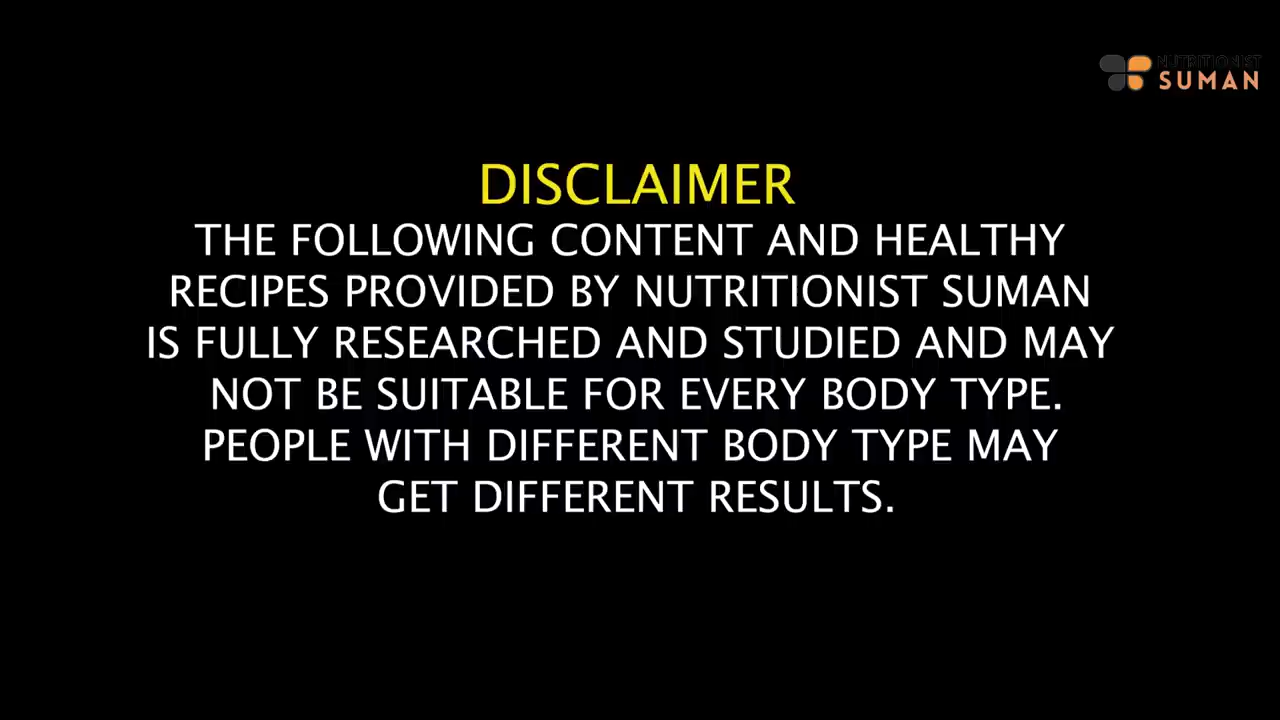 NUTRITIONIST
SUMAN
DISCLAIMER
THE FOLLOWING CONTENT AND HEALTHY
RECIPES PROVIDED BY NUTRITIONIST SUMAN
IS FULLY RESEARCHED AND STUDIED AND MAY
NOT BE SUITABLE FOR EVERY BODY TYPE.
PEOPLE WITH DIFFERENT BODY TYPE MAY
GET DIFFERENT RESULTS.